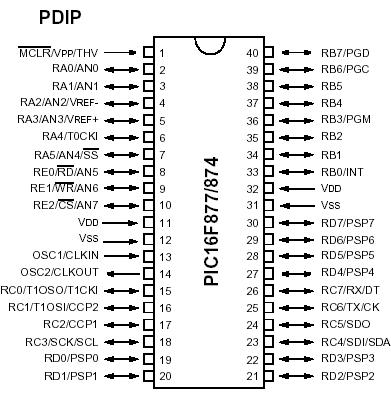 PDIP
MCLR/VPP/THV 1 40 RB7/PGD
RA0/AN0 2 39 RB6/PGC
RA1/AN1 3 38 RB5
RA2/AN2/VREF- 4 37 RB4
RA3/AN3/VREF+ 5 36 RB3/PGM
RA4/T0CKI 6 35 RB2
RA5/AN4/SS 7 34 RB1
RE0/RD/AN5 8 33 RB0/INT
RE1/WR/AN6 9 32 VDD
RE2/CS/AN7 10 31 VSS
VDD 11 30 RD7/PSP7
VSS 12 29 RD6/PSP6
OSC1/CLKIN 13 28 RD5/PSP5
OSC2/CLKOUT 14 27 RD4/PSP4
RC0/T1OSO/T1CKI 15 26 RC7/RX/DT
RC1/T1OSI/CCP2 16 25 RC6/TX/CK
RC2/CCP1 17 24 RC5/SDO
RC3/SCK/SCL 18 23 RC4/SDI/SDA
RD0/PSP0 19 22 RD3/PSP3
RD1/PSP1 20 21 RD2/PSP2
PIC16F877/874